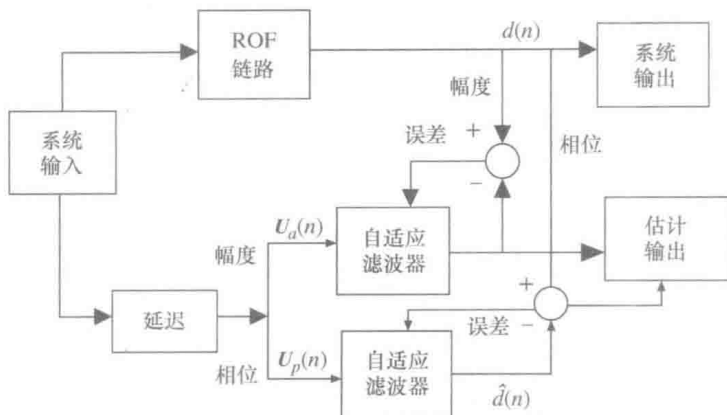 ROF
链路
d(n)
系统
输出
幅度
系统
输入
误差
+
相位
−
U_a(n)
自适应
滤波器
估计
输出
幅度
+
延迟
误差
−
相位
U_p(n)
自适应
滤波器
d̂(n)